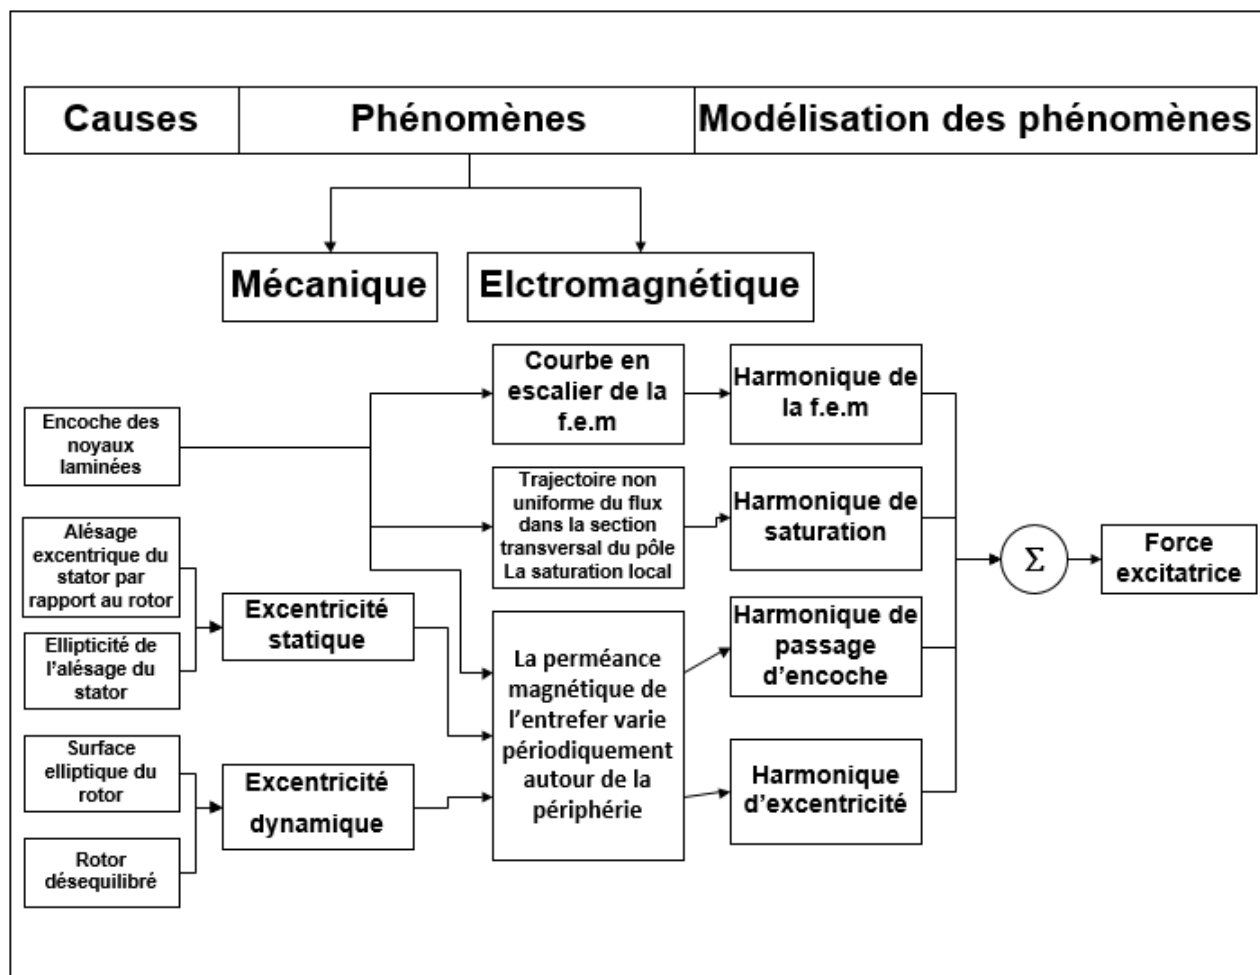 Causes
Phénomènes
Modélisation des phénomènes
Mécanique
Elctromagnétique
Encoche des
noyaux
laminées
Alésage
excentrique du
stator par
rapport au rotor
Ellipticité de
l'alésage du
stator
Surface
elliptique du
rotor
Rotor
désequilibré
Excentricité
statique
Excentricité
dynamique
Courbe en
escalier de la
f.e.m
Trajectoire non
uniforme du flux
dans la section
transversal du pôle
La saturation local
La perméance
magnétique de
l'entrefer varie
périodiquement
autour de la
périphérie
Harmonique de
la f.e.m
Harmonique de
saturation
Harmonique de
passage
d'encoche
Harmonique
d'excentricité
Σ
Force
excitatrice